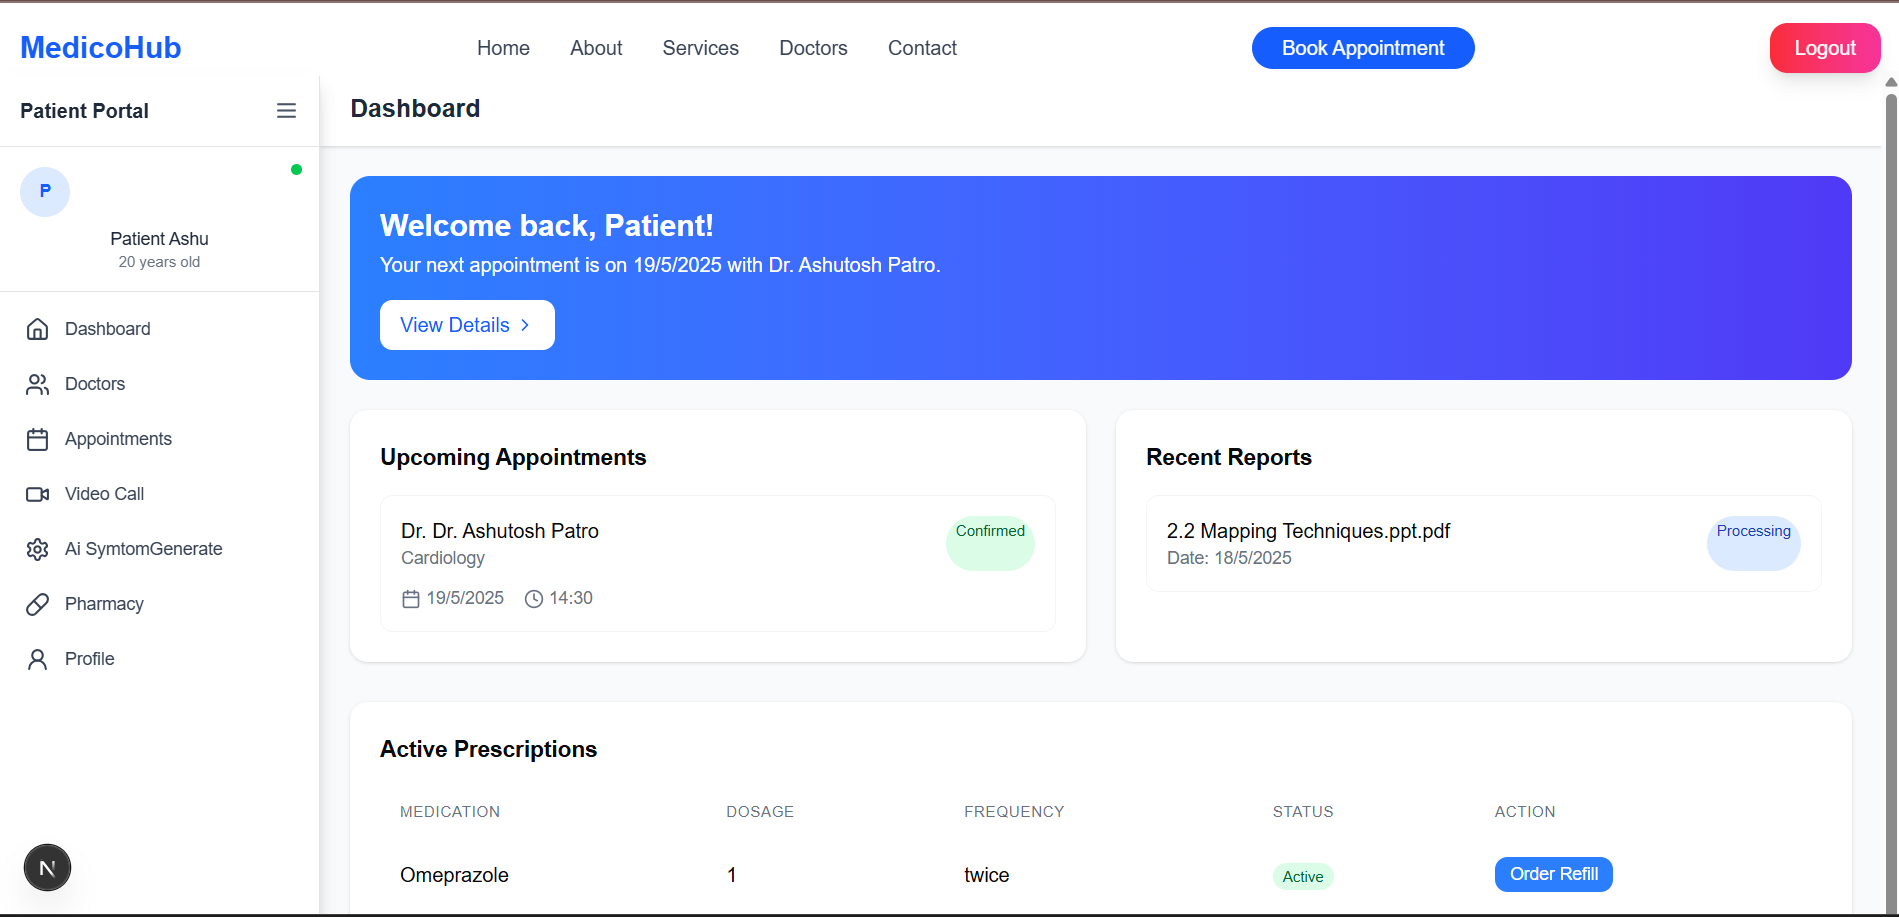 MedicoHub
Home About Services Doctors Contact
Book Appointment
Logout
Patient Portal
P
Patient Ashu
20 years old
Dashboard
Doctors
Appointments
Video Call
Ai SymtomGenerate
Pharmacy
Profile
N
Dashboard
Welcome back, Patient!
Your next appointment is on 19/5/2025 with Dr. Ashutosh Patro.
View Details
Upcoming Appointments
Dr. Dr. Ashutosh Patro
Confirmed
Cardiology
19/5/2025 14:30
Recent Reports
2.2 Mapping Techniques.ppt.pdf
Processing
Date: 18/5/2025
Active Prescriptions
MEDICATION DOSAGE FREQUENCY STATUS ACTION
Omeprazole 1 twice Active Order Refill